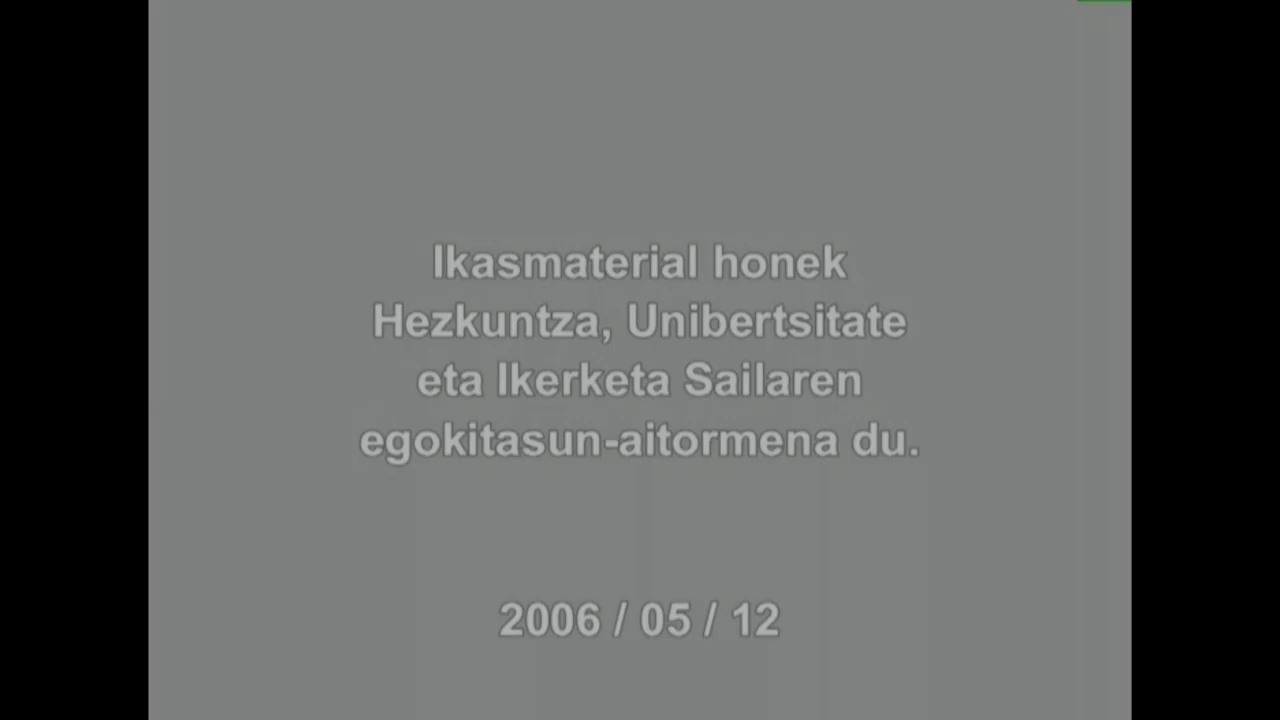 Ikasmaterial honek
Hezkuntza, Unibertsitate
eta Ikerketa Sailaren
egokitasun-aitormena du.
2006 / 05 / 12